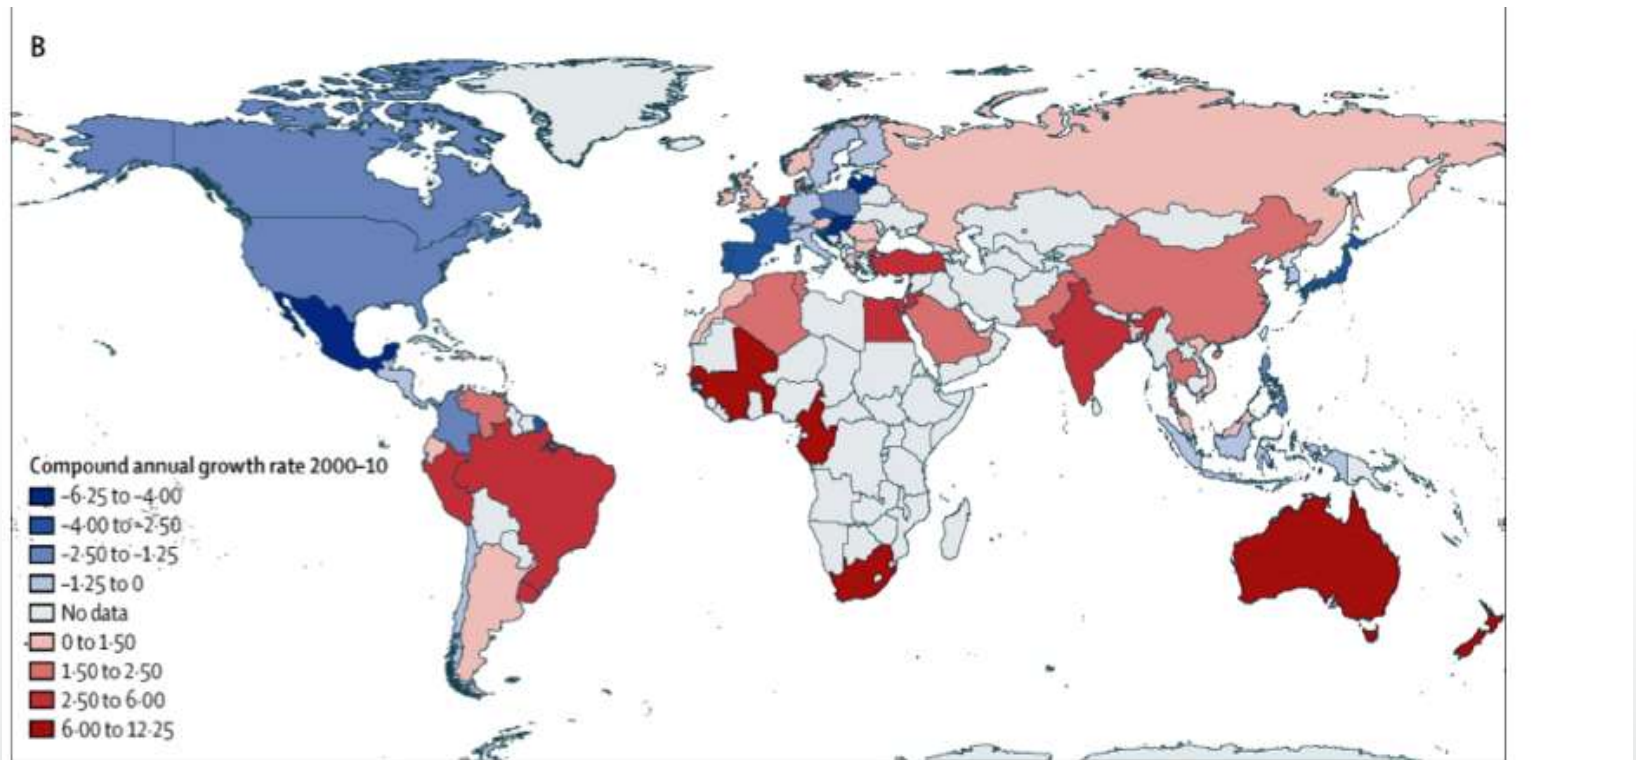 B
Compound annual growth rate 2000–10
–6·25 to –4·00
–4·00 to –2·50
–2·50 to –1·25
–1·25 to 0
No data
0 to 1·50
1·50 to 2·50
2·50 to 6·00
6·00 to 12·25